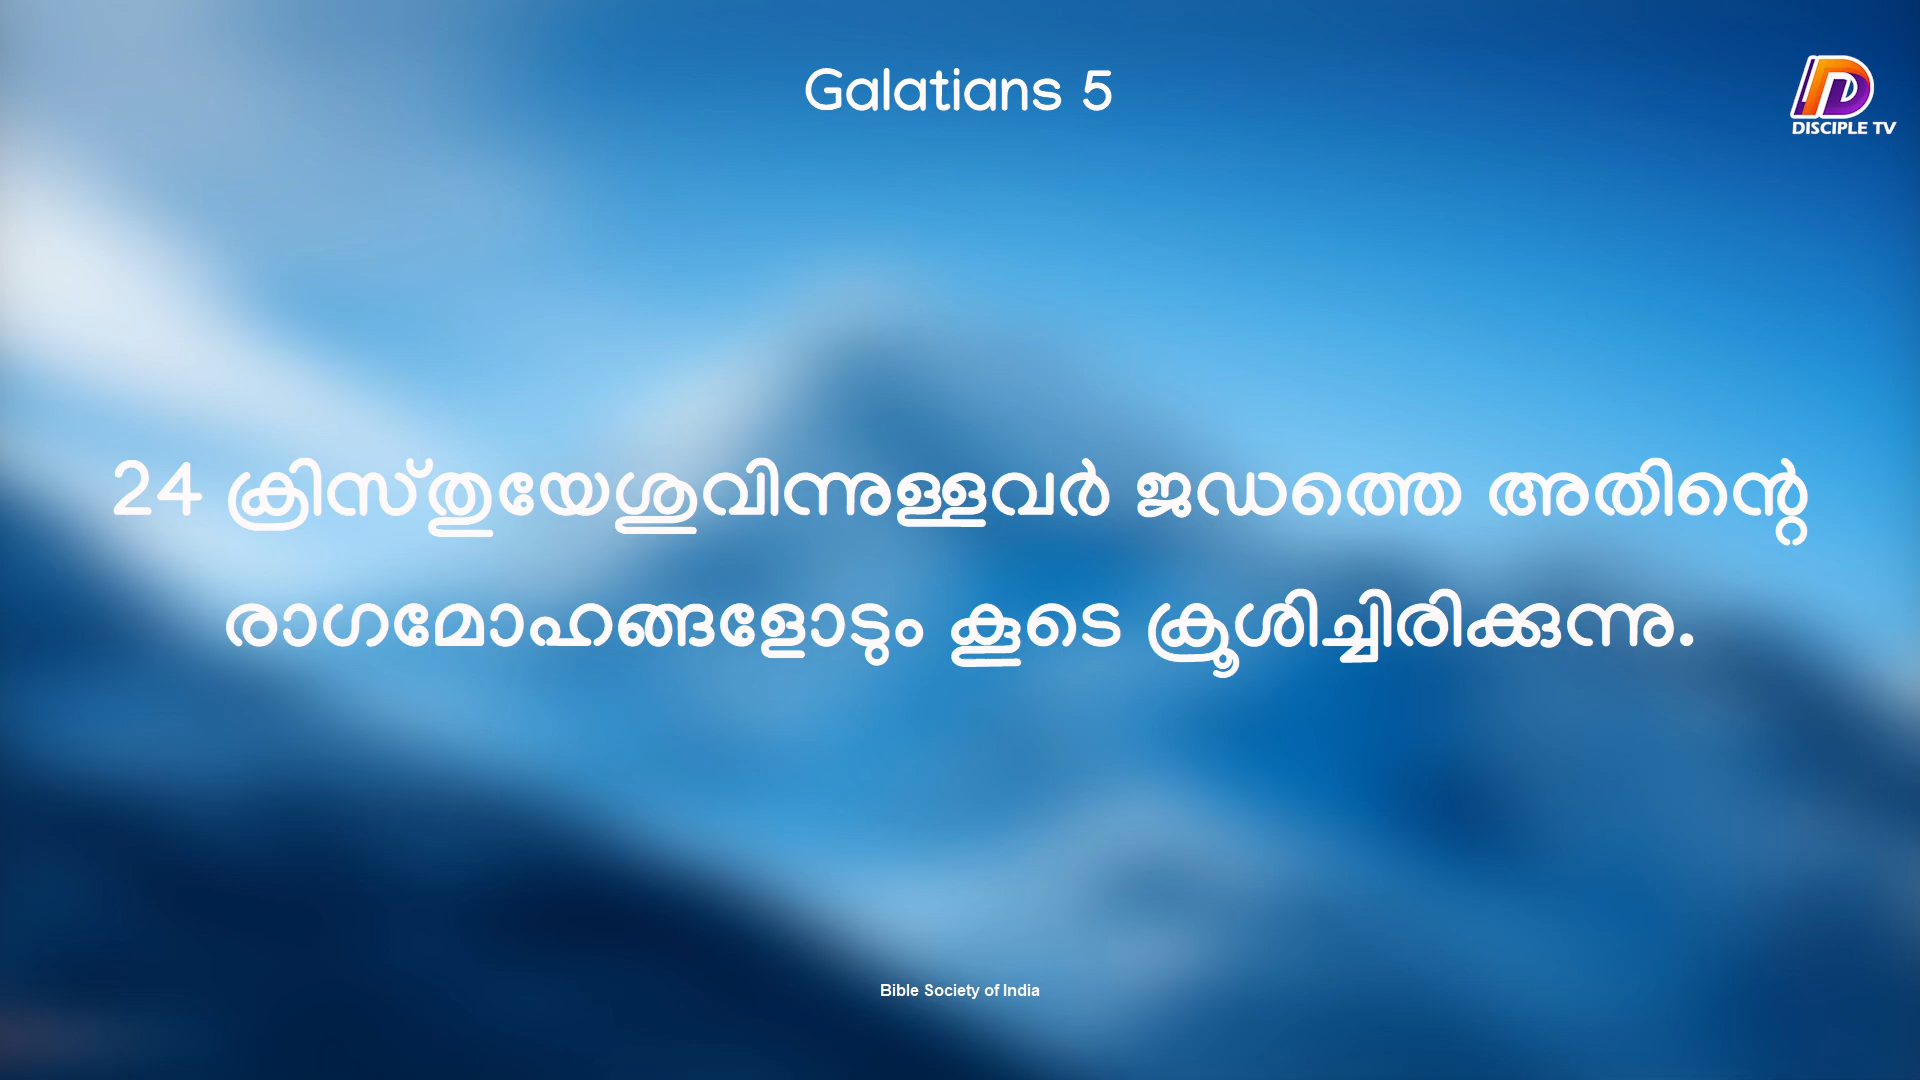 Galatians 5
DISCIPLE TV
24 ക്രിസ്തുയേശുവിന്നുള്ളവർ ജഡത്തെ അതിന്റെ
രാഗമോഹങ്ങളോടും കൂടെ ക്രൂശിച്ചിരിക്കുന്നു.
Bible Society of India